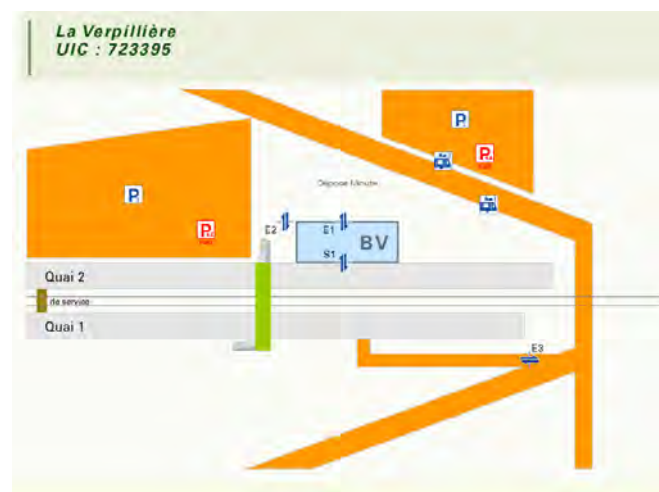 La Verpillière
UIC : 723395
P
P
Dépose Minute
P
P
E2
E1
BV
S1
Quai 2
de service
Quai 1
E3